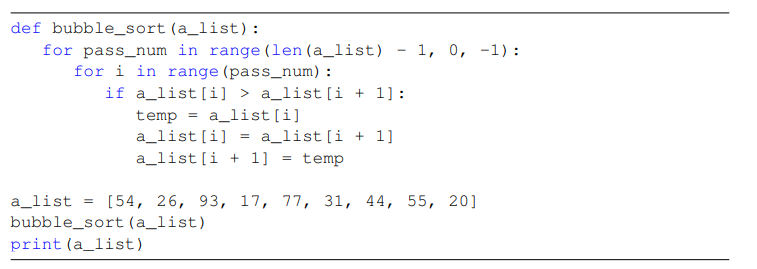 def bubble_sort(a_list):
   for pass_num in range(len(a_list) - 1, 0, -1):
      for i in range(pass_num):
         if a_list[i] > a_list[i + 1]:
            temp = a_list[i]
            a_list[i] = a_list[i + 1]
            a_list[i + 1] = temp

a_list = [54, 26, 93, 17, 77, 31, 44, 55, 20]
bubble_sort(a_list)
print(a_list)